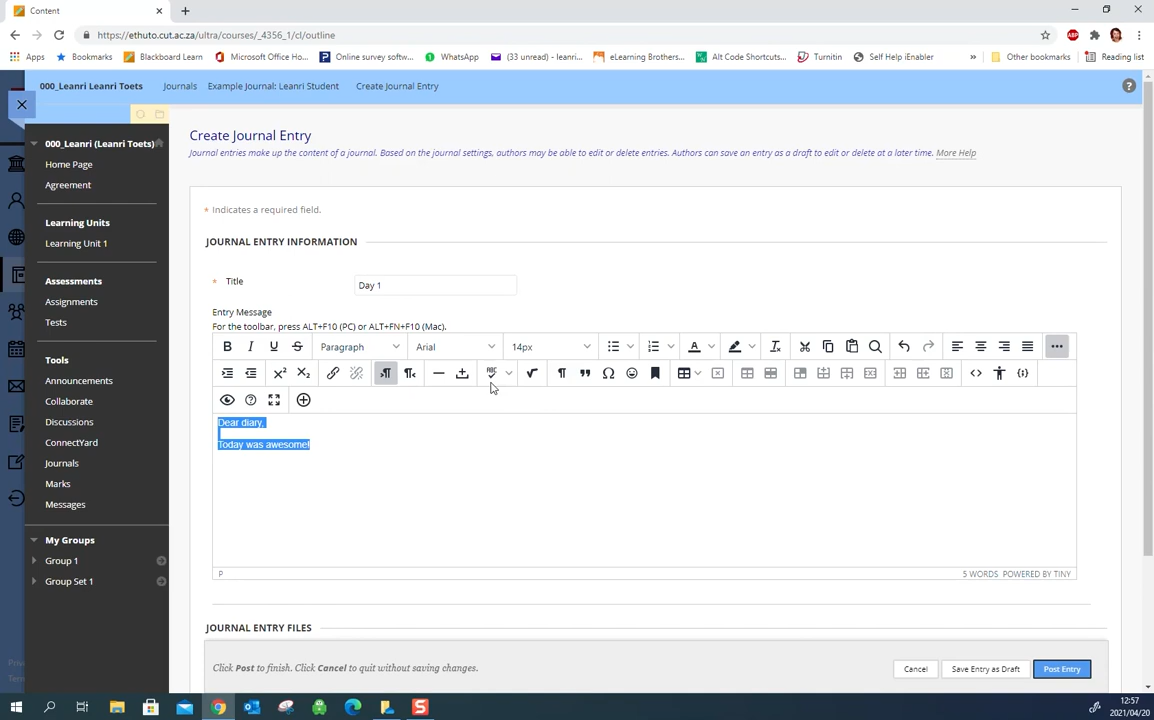 Content
https://ethuto.cut.ac.za/ultra/courses/_4356_1/cl/outline
Apps Bookmarks Blackboard Learn Microsoft Office Ho... Online survey softw... WhatsApp (33 unread) - leanri... eLearning Brothers... Alt Code Shortcuts... Turnitin Self Help iEnabler » Other bookmarks Reading list
000_Leanri Leanri Toets Journals Example Journal: Leanri Student Create Journal Entry
000_Leanri (Leanri Toets)
Home Page
Agreement
Learning Units
Learning Unit 1
Assessments
Assignments
Tests
Tools
Announcements
Collaborate
Discussions
ConnectYard
Journals
Marks
Messages
My Groups
Group 1
Group Set 1
Create Journal Entry
Journal entries make up the content of a journal. Based on the journal settings, authors may be able to edit or delete entries. Authors can save an entry as a draft to edit or delete at a later time. More Help
* Indicates a required field.
JOURNAL ENTRY INFORMATION
* Title Day 1
Entry Message
For the toolbar, press ALT+F10 (PC) or ALT+FN+F10 (Mac).
B I U S Paragraph Arial 14px
Dear diary,
Today was awesome!
P 5 WORDS POWERED BY TINY
JOURNAL ENTRY FILES
Click Post to finish. Click Cancel to quit without saving changes.
Cancel Save Entry as Draft Post Entry
12:57
2021/04/20